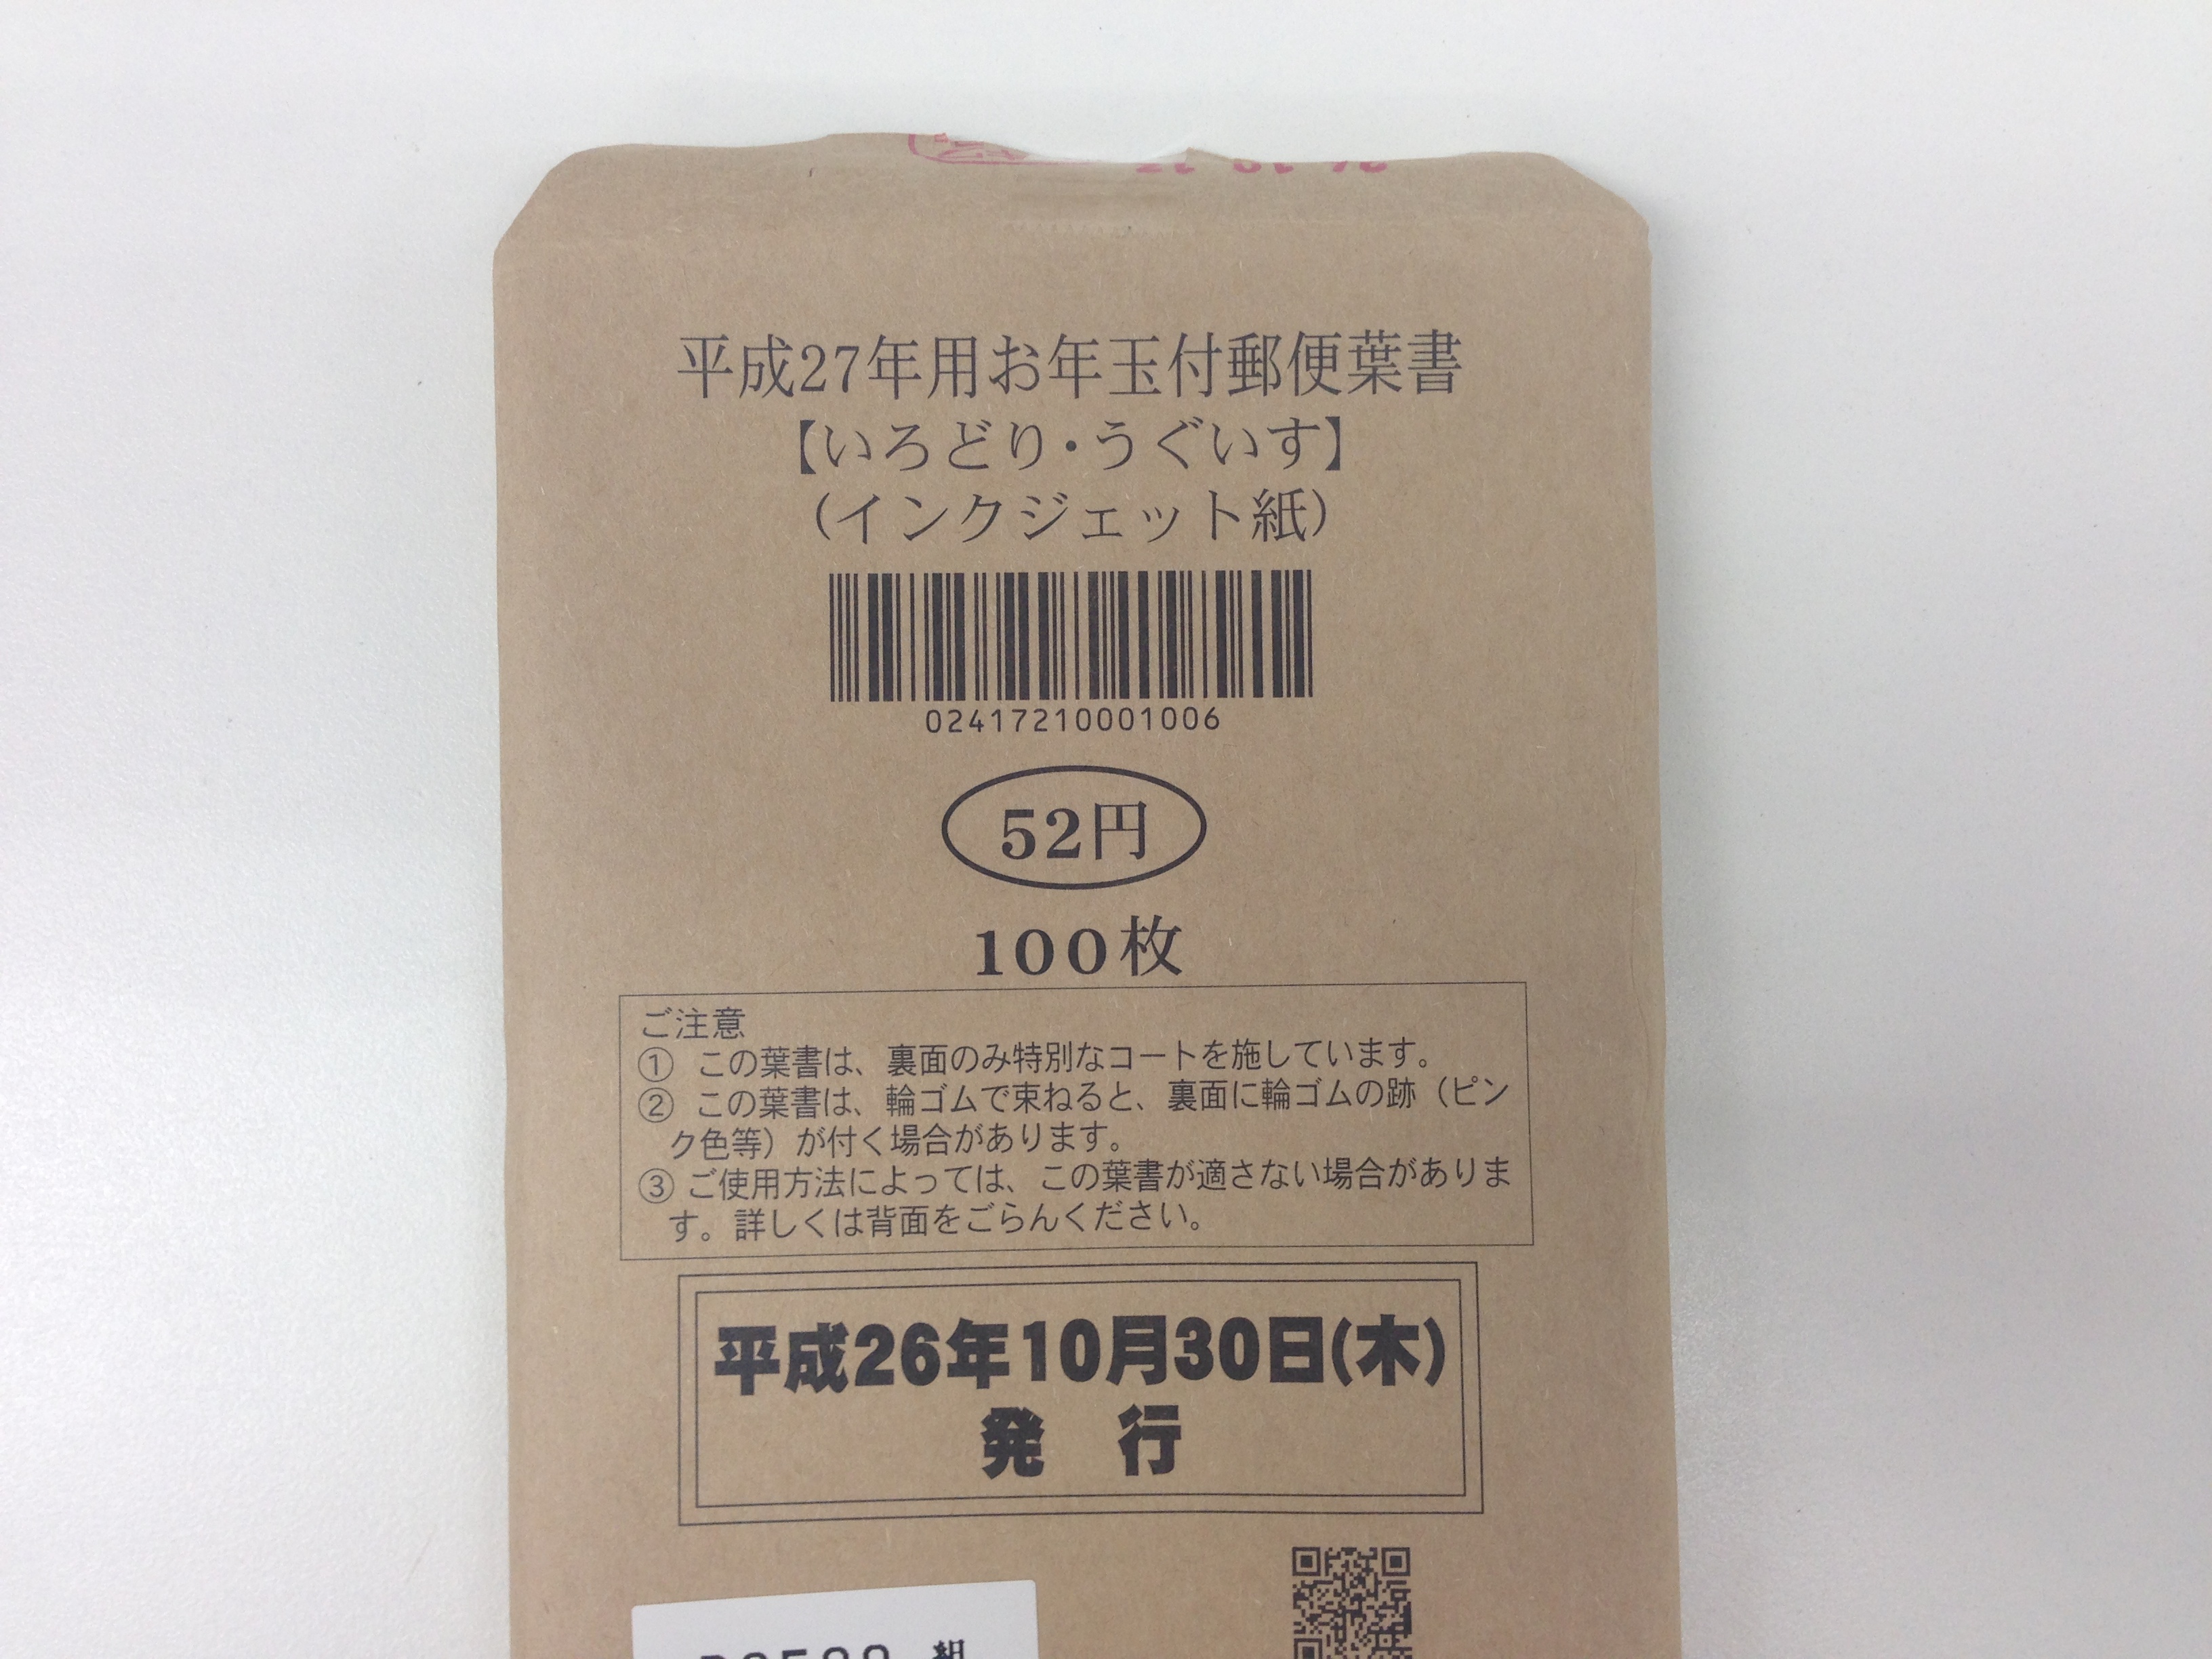 平成27年用お年玉付郵便葉書
【いろどり・うぐいす】
（インクジェット紙）
02417210001006
52円
100枚
ご注意
① この葉書は、裏面のみ特別なコートを施しています。
② この葉書は、輪ゴムで束ねると、裏面に輪ゴムの跡（ピン
ク色等）が付く場合があります。
③ ご使用方法によっては、この葉書が適さない場合がありま
す。詳しくは背面をごらんください。
平成26年10月30日(木)
発 行
組